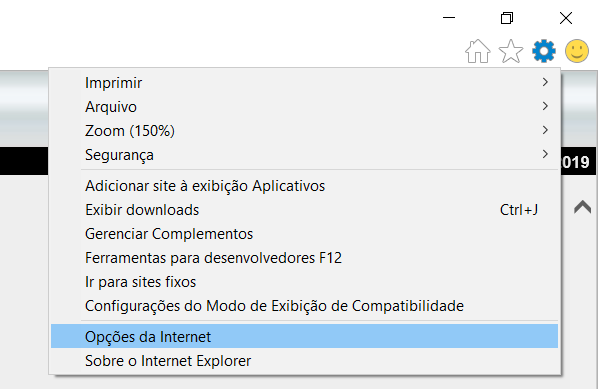 Imprimir
Arquivo
Zoom (150%)
Segurança
019
Adicionar site à exibição Aplicativos
Exibir downloads Ctrl+J
Gerenciar Complementos
Ferramentas para desenvolvedores F12
Ir para sites fixos
Configurações do Modo de Exibição de Compatibilidade
Opções da Internet
Sobre o Internet Explorer